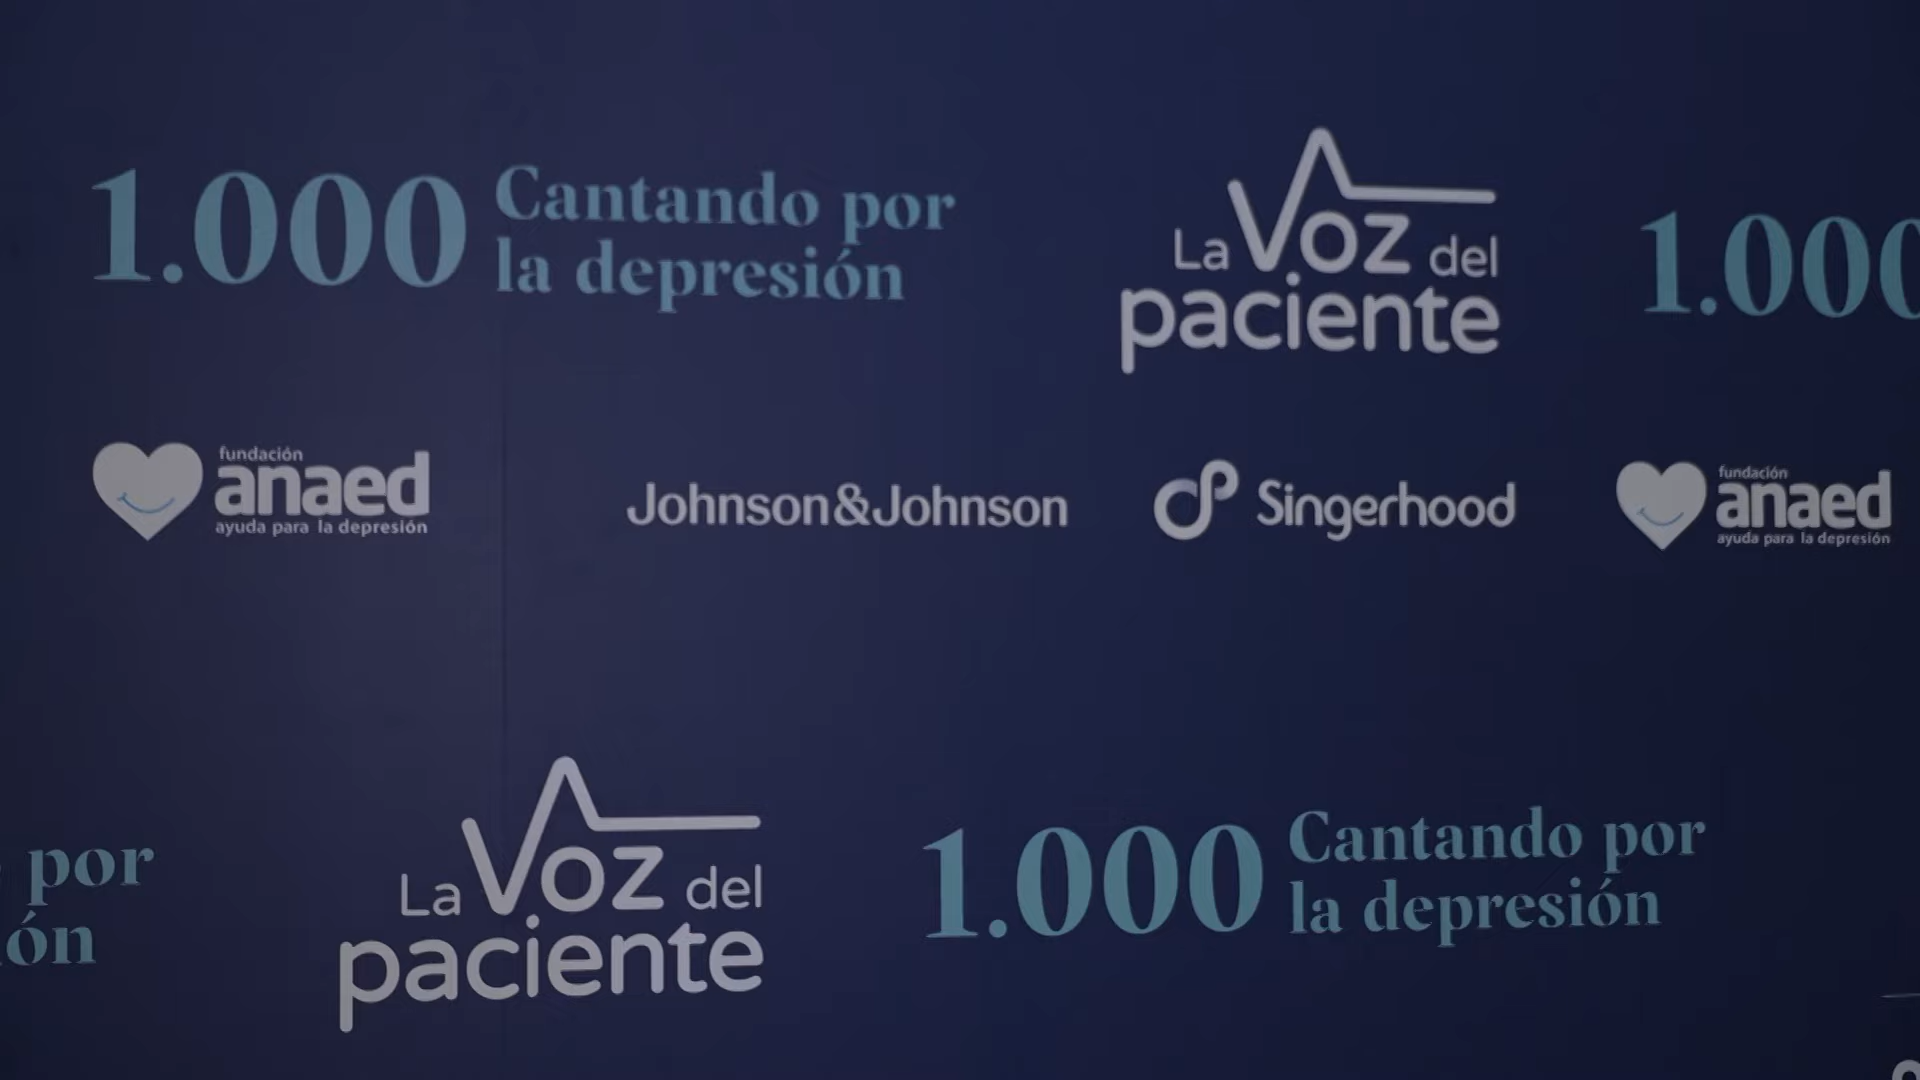 1.000 Cantando por
la depresión
La Voz del
paciente
1.000
fundación
anaed
ayuda para la depresión
Johnson&Johnson
Singerhood
fundación
anaed
ayuda para la depresión
por
ón
La Voz del
paciente
1.000 Cantando por
la depresión